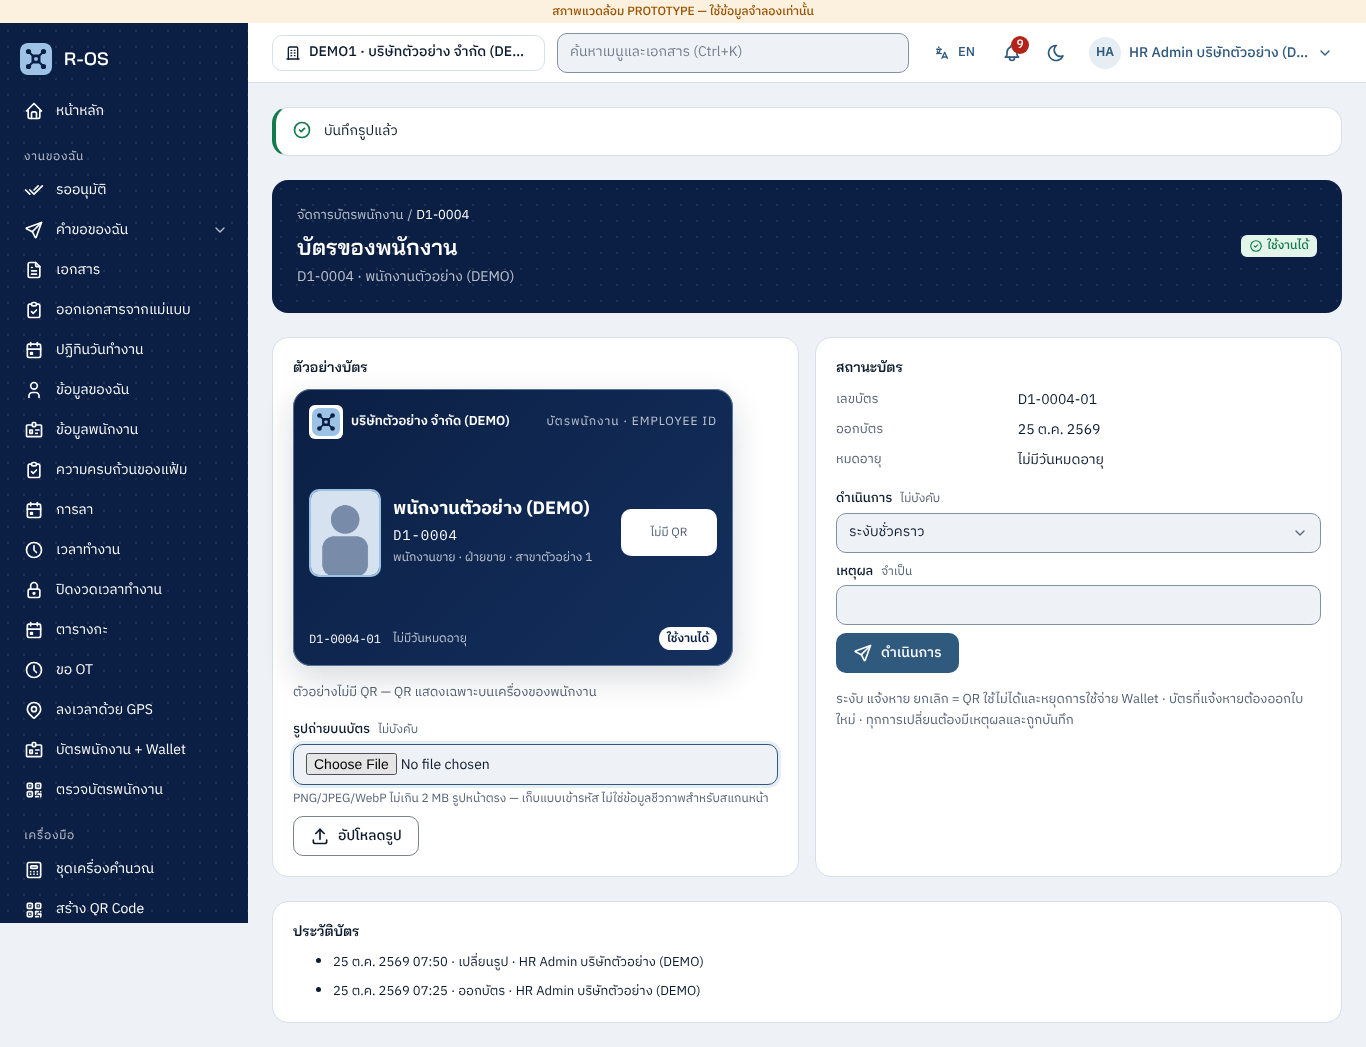 สภาพแวดล้อม PROTOTYPE — ใช้ข้อมูลจำลองเท่านั้น
R-OS
DEMO1 · บริษัทตัวอย่าง จำกัด (DE...
ค้นหาเมนูและเอกสาร (Ctrl+K)
EN
9
HA
HR Admin บริษัทตัวอย่าง (D...
หน้าหลัก
งานของฉัน
รออนุมัติ
คำขอของฉัน
เอกสาร
ออกเอกสารจากแม่แบบ
ปฏิทินวันทำงาน
ข้อมูลของฉัน
ข้อมูลพนักงาน
ความครบถ้วนของแฟ้ม
การลา
เวลาทำงาน
ปิดงวดเวลาทำงาน
ตารางกะ
ขอ OT
ลงเวลาด้วย GPS
บัตรพนักงาน + Wallet
ตรวจบัตรพนักงาน
เครื่องมือ
ชุดเครื่องคำนวณ
สร้าง QR Code
บันทึกรูปแล้ว
จัดการบัตรพนักงาน / D1-0004
บัตรของพนักงาน
D1-0004 · พนักงานตัวอย่าง (DEMO)
ใช้งานได้
ตัวอย่างบัตร
บริษัทตัวอย่าง จำกัด (DEMO)
บัตรพนักงาน · EMPLOYEE ID
พนักงานตัวอย่าง (DEMO)
D1-0004
พนักงานขาย · ฝ่ายขาย · สาขาตัวอย่าง 1
ไม่มี QR
D1-0004-01
ไม่มีวันหมดอายุ
ใช้งานได้
ตัวอย่างไม่มี QR — QR แสดงเฉพาะบนเครื่องของพนักงาน
รูปถ่ายบนบัตร ไม่บังคับ
Choose File No file chosen
PNG/JPEG/WebP ไม่เกิน 2 MB รูปหน้าตรง — เก็บแบบเข้ารหัส ไม่ใช่ข้อมูลชีวภาพสำหรับสแกนหน้า
อัปโหลดรูป
สถานะบัตร
เลขบัตร D1-0004-01
ออกบัตร 25 ต.ค. 2569
หมดอายุ ไม่มีวันหมดอายุ
ดำเนินการ ไม่บังคับ
ระงับชั่วคราว
เหตุผล จำเป็น
ดำเนินการ
ระงับ แจ้งหาย ยกเลิก = QR ใช้ไม่ได้และหยุดการใช้จ่าย Wallet · บัตรที่แจ้งหายต้องออกใบ
ใหม่ · ทุกการเปลี่ยนต้องมีเหตุผลและถูกบันทึก
ประวัติบัตร
25 ต.ค. 2569 07:50 · เปลี่ยนรูป · HR Admin บริษัทตัวอย่าง (DEMO)
25 ต.ค. 2569 07:25 · ออกบัตร · HR Admin บริษัทตัวอย่าง (DEMO)